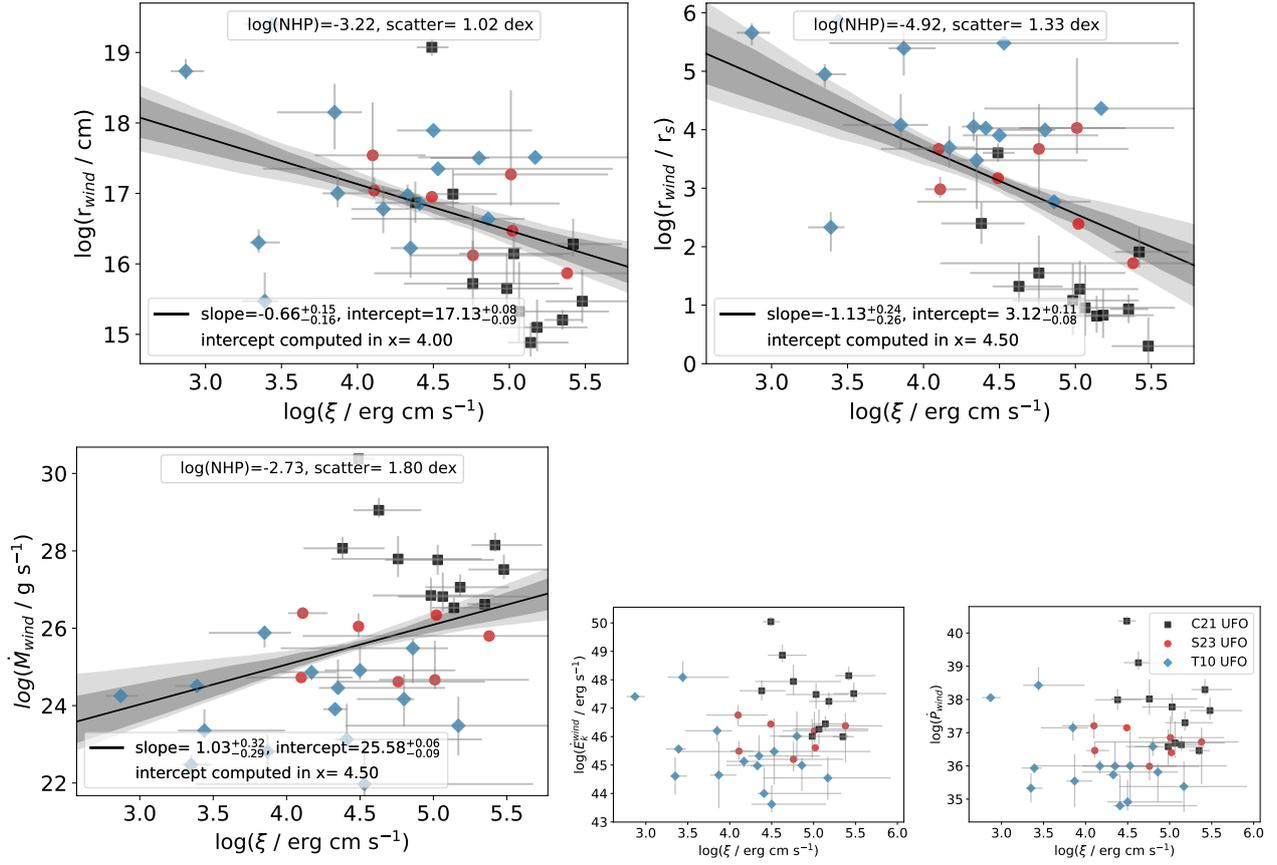 log(NHP)=-3.22, scatter= 1.02 dex
19
18
17
16
15
log(r_wind / cm)
slope=-0.66^{+0.15}_{-0.16}, intercept=17.13^{+0.08}_{-0.09}
intercept computed in x= 4.00
3.0 3.5 4.0 4.5 5.0 5.5
log(ξ / erg cm s⁻¹)
log(NHP)=-4.92, scatter= 1.33 dex
6
5
4
3
2
1
0
log(r_wind / r_s)
slope=-1.13^{+0.24}_{-0.26}, intercept= 3.12^{+0.11}_{-0.08}
intercept computed in x= 4.50
3.0 3.5 4.0 4.5 5.0 5.5
log(ξ / erg cm s⁻¹)
log(NHP)=-2.73, scatter= 1.80 dex
30
28
26
24
22
log(Ṁ_wind / g s⁻¹)
slope= 1.03^{+0.32}_{-0.29}, intercept=25.58^{+0.06}_{-0.09}
intercept computed in x= 4.50
3.0 3.5 4.0 4.5 5.0 5.5
log(ξ / erg cm s⁻¹)
50
49
48
47
46
45
44
43
log(Ė_k^wind / erg s⁻¹)
3.0 3.5 4.0 4.5 5.0 5.5 6.0
log(ξ / erg cm s⁻¹)
C21 UFO
S23 UFO
T10 UFO
40
39
38
37
36
35
log(Ṗ_wind)
3.0 3.5 4.0 4.5 5.0 5.5 6.0
log(ξ / erg cm s⁻¹)